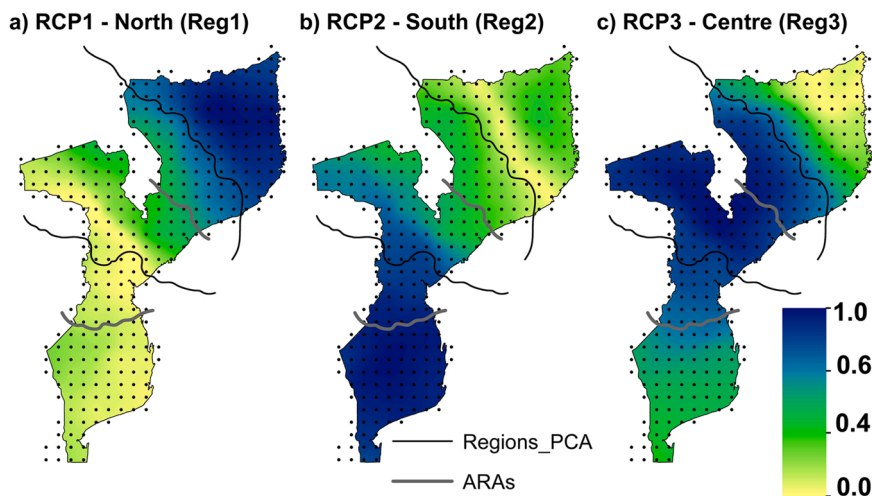 a) RCP1 - North (Reg1)
b) RCP2 - South (Reg2)
c) RCP3 - Centre (Reg3)
1.0
0.6
0.4
0.0
Regions_PCA
ARAs